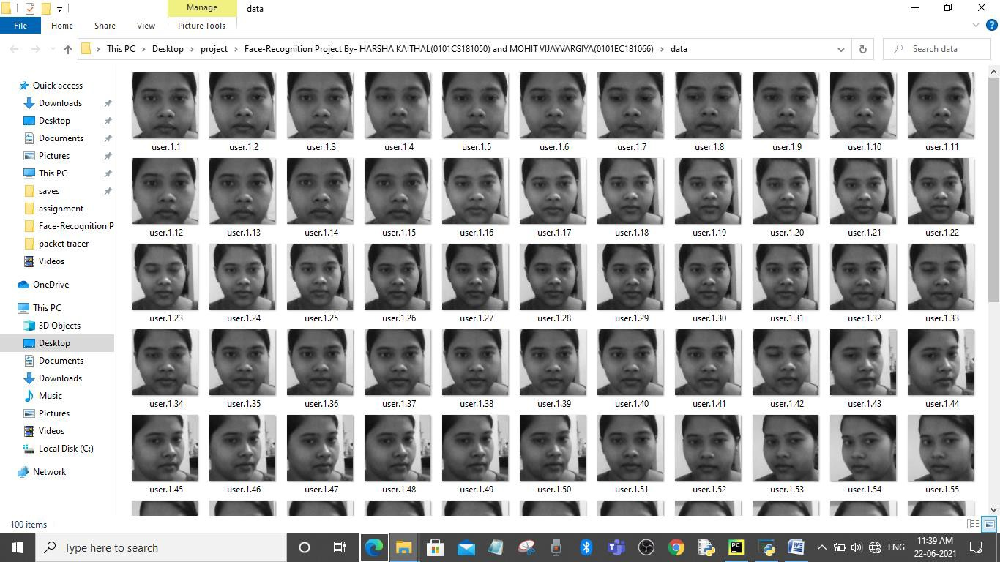 Manage
data
File
Home
Share
View
Picture Tools
This PC
Desktop
project
Face-Recognition Project By- HARSHA KAITHAL(0101CS181050) and MOHIT VIJAYVARGIYA(0101EC181066)
data
Search data
Quick access
Downloads
Desktop
Documents
Pictures
This PC
saves
assignment
Face-Recognition P
packet tracer
Videos
OneDrive
This PC
3D Objects
Desktop
Documents
Downloads
Music
Pictures
Videos
Local Disk (C:)
Network
user.1.1 user.1.2 user.1.3 user.1.4 user.1.5 user.1.6 user.1.7 user.1.8 user.1.9 user.1.10 user.1.11
user.1.12 user.1.13 user.1.14 user.1.15 user.1.16 user.1.17 user.1.18 user.1.19 user.1.20 user.1.21 user.1.22
user.1.23 user.1.24 user.1.25 user.1.26 user.1.27 user.1.28 user.1.29 user.1.30 user.1.31 user.1.32 user.1.33
user.1.34 user.1.35 user.1.36 user.1.37 user.1.38 user.1.39 user.1.40 user.1.41 user.1.42 user.1.43 user.1.44
user.1.45 user.1.46 user.1.47 user.1.48 user.1.49 user.1.50 user.1.51 user.1.52 user.1.53 user.1.54 user.1.55
100 items
Type here to search
ENG
11:39 AM
22-06-2021